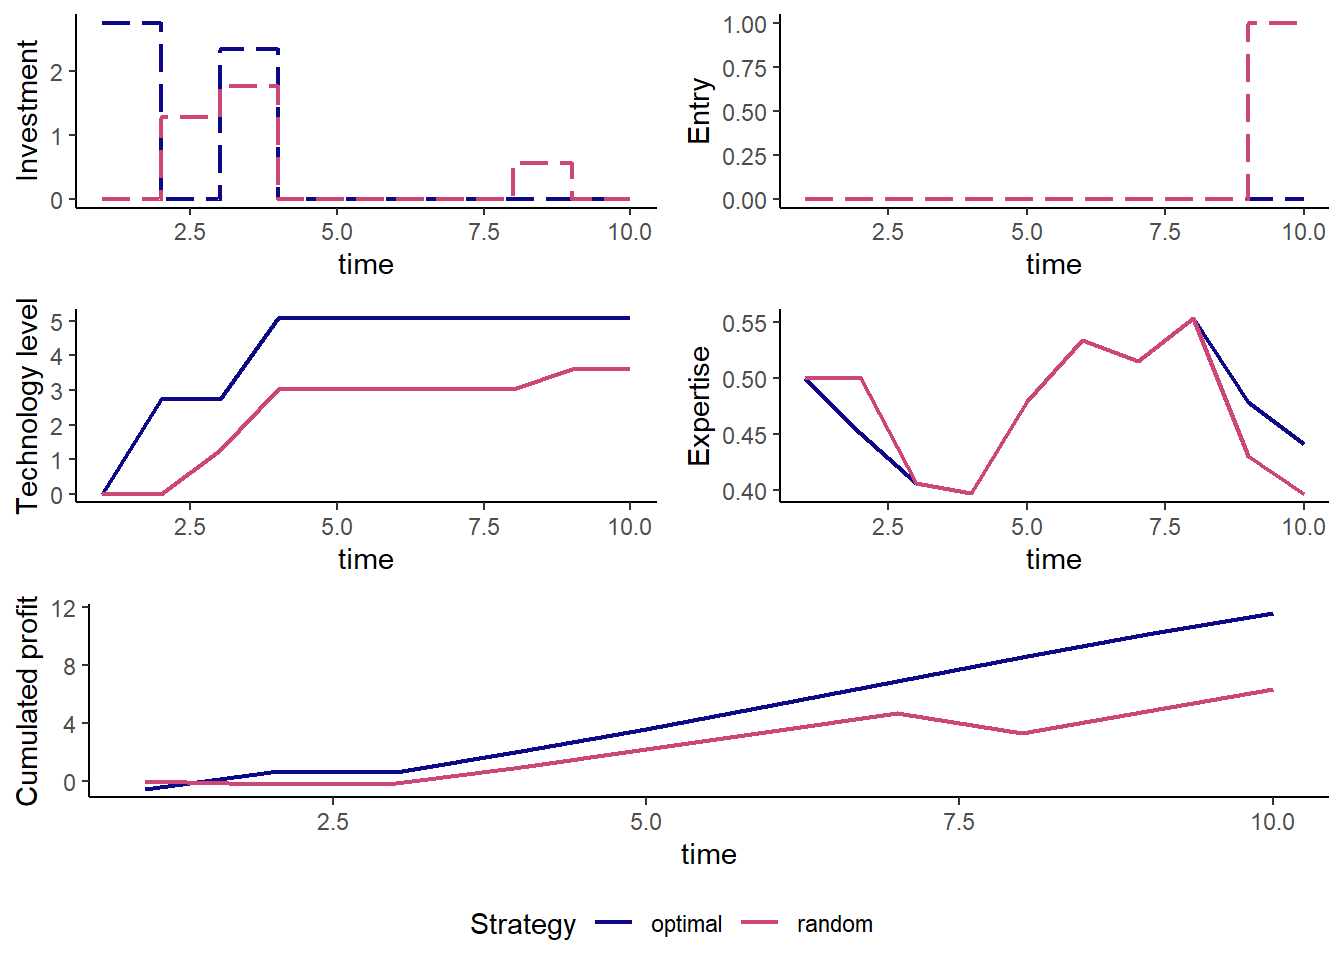 Investment
2
1
0
2.5 5.0 7.5 10.0
time
Entry
1.00
0.75
0.50
0.25
0.00
2.5 5.0 7.5 10.0
time
Technology level
5
4
3
2
1
0
2.5 5.0 7.5 10.0
time
Expertise
0.55
0.50
0.45
0.40
2.5 5.0 7.5 10.0
time
Cumulated profit
12
8
4
0
2.5 5.0 7.5 10.0
time
Strategy optimal random